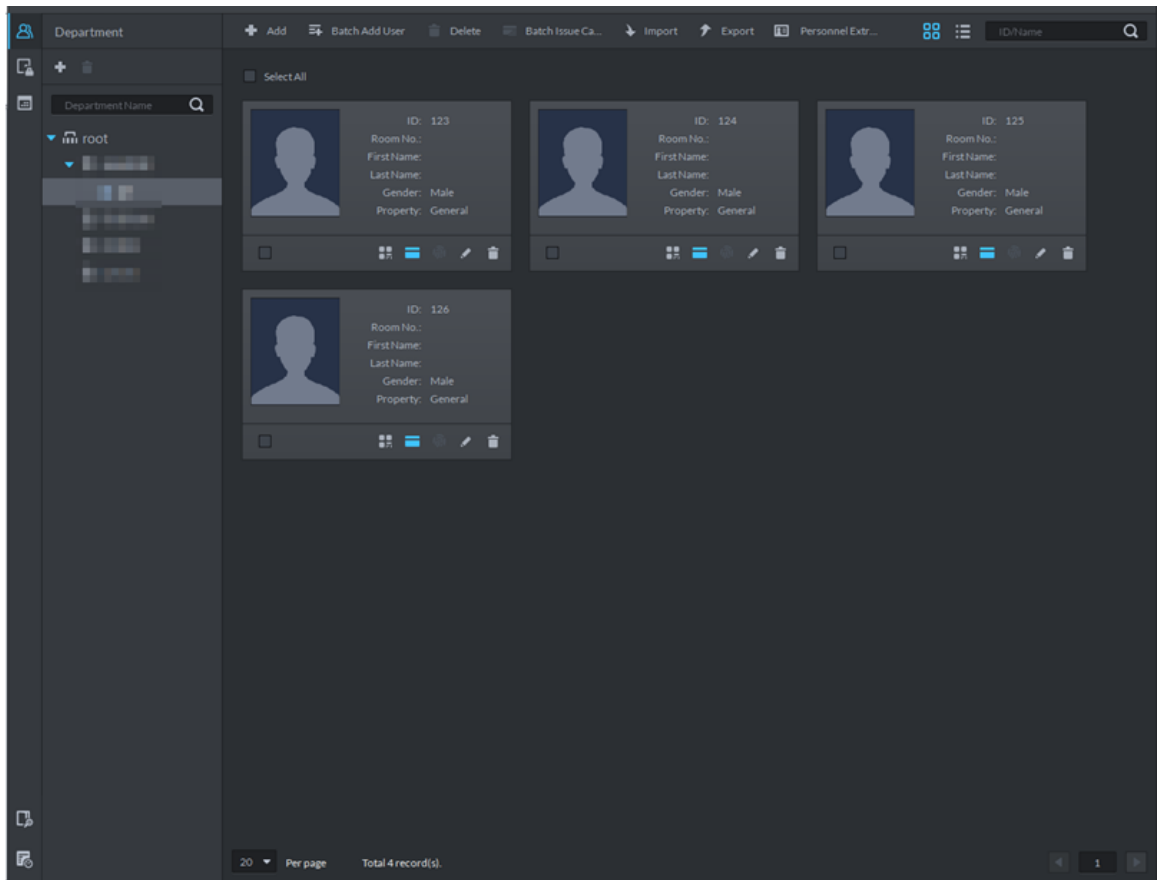 Department
Add Batch Add User Delete Batch Issue Ca... Import Export Personnel Extr... ID/Name
Department Name
root
Select All
ID: 123
Room No.:
First Name:
Last Name:
Gender: Male
Property: General
ID: 124
Room No.:
First Name:
Last Name:
Gender: Male
Property: General
ID: 125
Room No.:
First Name:
Last Name:
Gender: Male
Property: General
ID: 126
Room No.:
First Name:
Last Name:
Gender: Male
Property: General
20 Per page Total 4 record(s). 1